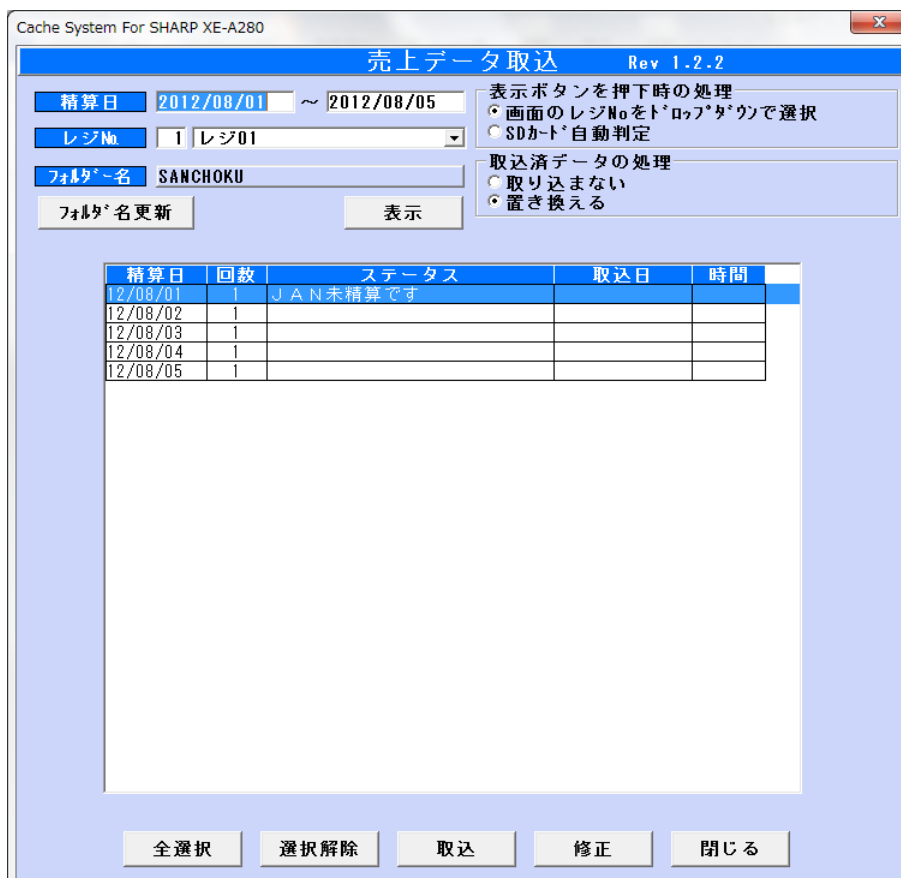 Cache System For SHARP XE-A280
売上データ取込 Rev 1.2.2
精算日 2012/08/01 ～ 2012/08/05
レジ№ 1 レジ01
ﾌｫﾙﾀﾞｰ名 SANCHOKU
ﾌｫﾙﾀﾞ名更新 表示
表示ボタンを押下時の処理
画面のレジNoをﾄﾞﾛｯﾌﾟﾀﾞｳﾝで選択
SDｶｰﾄﾞ自動判定
取込済データの処理
取り込まない
置き換える
精算日 回数 ステータス 取込日 時間
12/08/01 1 ＪＡＮ未精算です
12/08/02 1
12/08/03 1
12/08/04 1
12/08/05 1
全選択 選択解除 取込 修正 閉じる